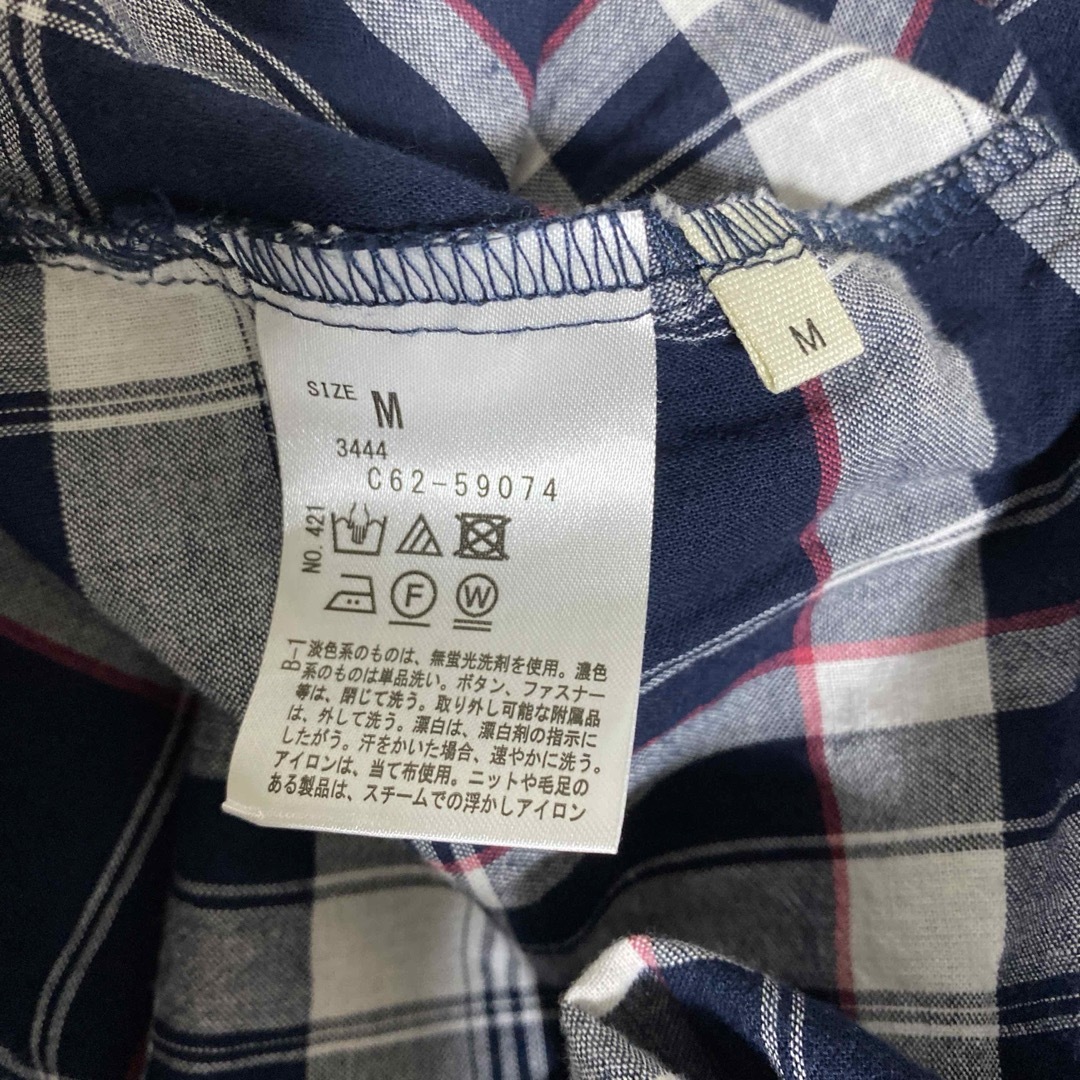 SIZE M
3444
C62-59074
NO. 421
F W
B-1
淡色系のものは、無蛍光洗剤を使用。濃色
系のものは単品洗い。ボタン、ファスナー
等は、閉じて洗う。取り外し可能な附属品
は、外して洗う。漂白は、漂白剤の指示に
したがう。汗をかいた場合、速やかに洗う。
アイロンは、当て布使用。ニットや毛足の
ある製品は、スチームでの浮かしアイロン
M